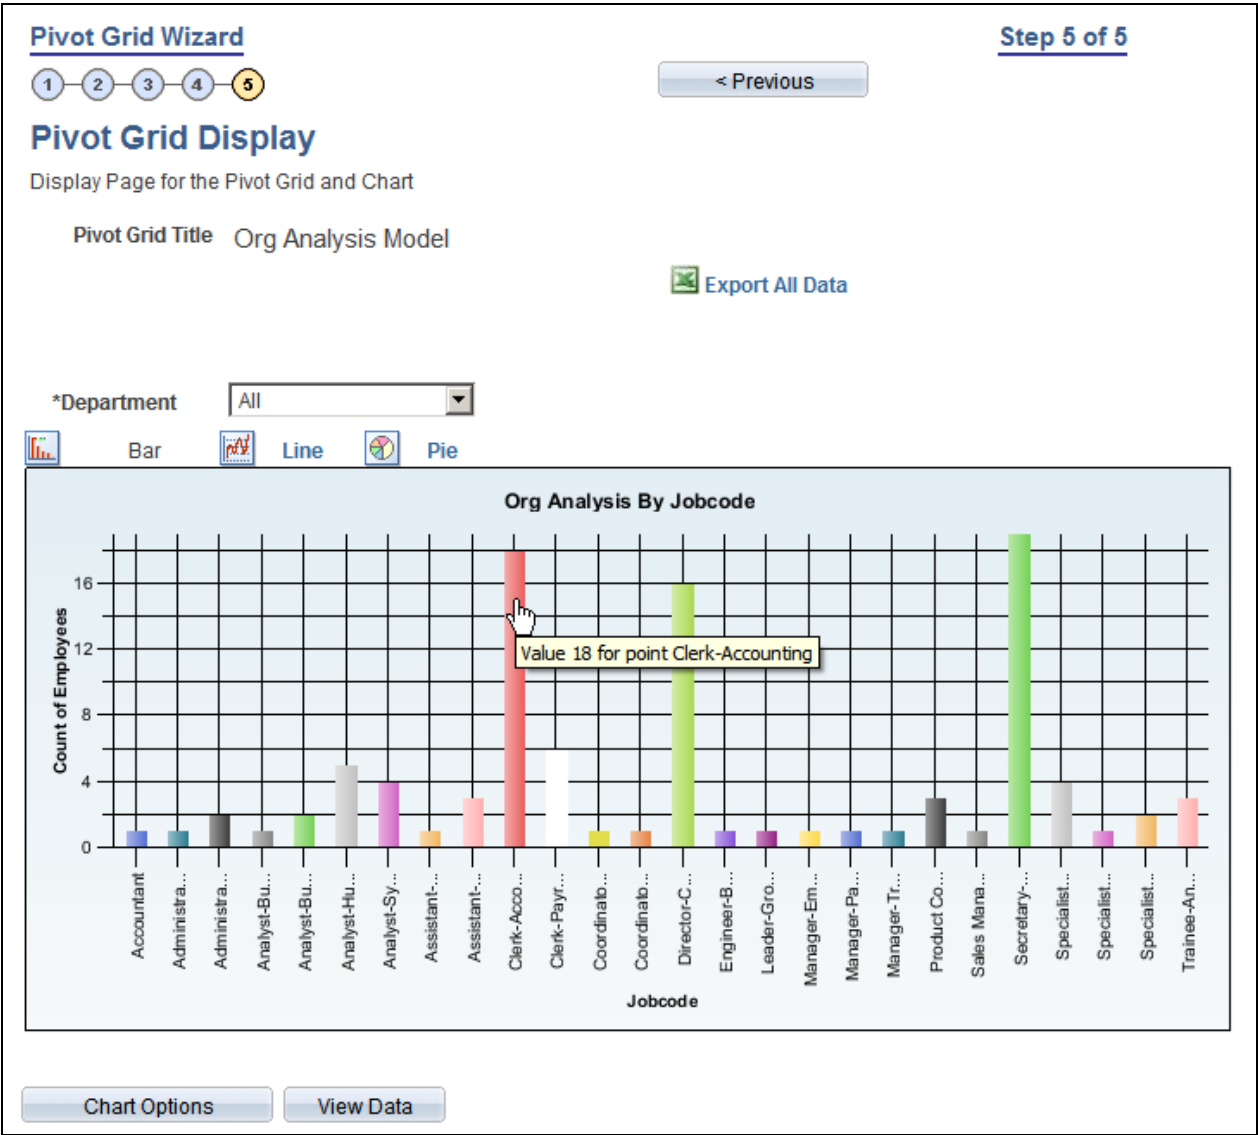 Pivot Grid Wizard
Step 5 of 5
1 2 3 4 5
< Previous
Pivot Grid Display
Display Page for the Pivot Grid and Chart
Pivot Grid Title Org Analysis Model
Export All Data
*Department All
Bar Line Pie
Org Analysis By Jobcode
Count of Employees
16
12
8
4
0
Value 18 for point Clerk-Accounting
Accountant
Administra...
Administra...
Analyst-Bu...
Analyst-Bu...
Analyst-Hu...
Analyst-Sy...
Assistant-...
Assistant-...
Clerk-Acco...
Clerk-Payr...
Coordinato...
Coordinato...
Director-C...
Engineer-B...
Leader-Gro...
Manager-Em...
Manager-Pa...
Manager-Tr...
Product Co...
Sales Mana...
Secretary-...
Specialist...
Specialist...
Specialist...
Trainee-An...
Jobcode
Chart Options
View Data